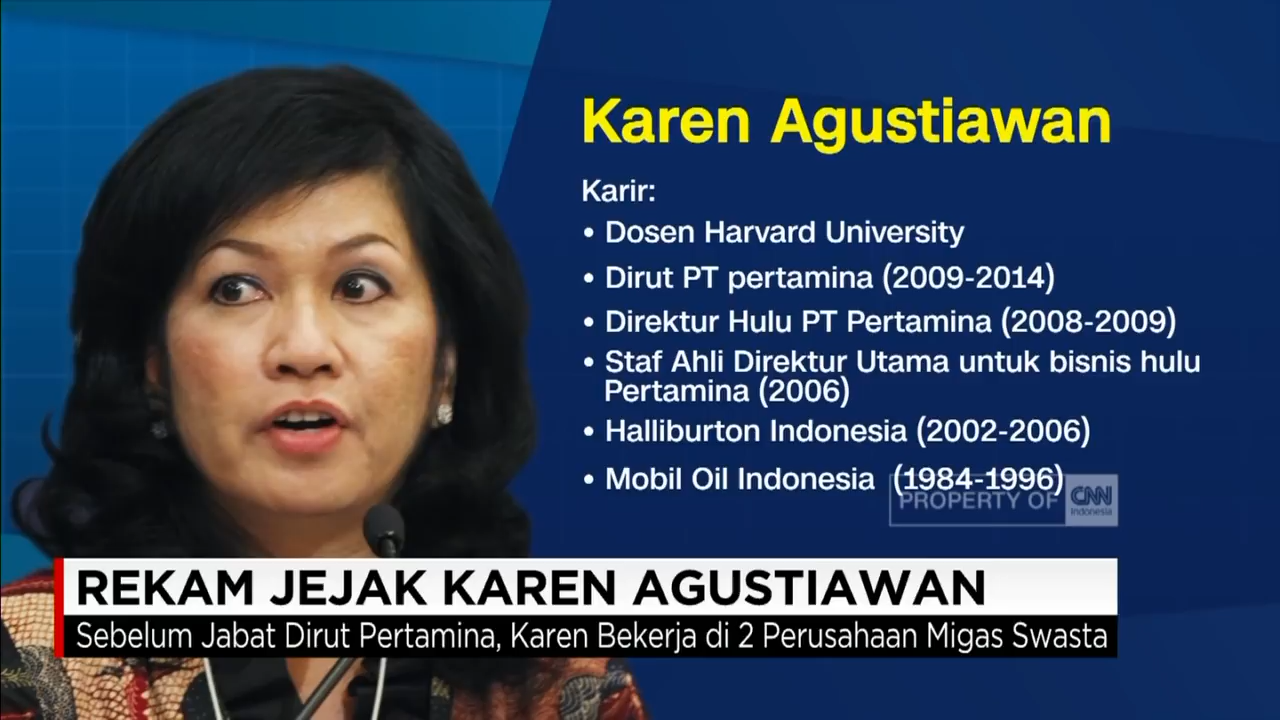 Karen Agustiawan
Karir:
• Dosen Harvard University
• Dirut PT pertamina (2009-2014)
• Direktur Hulu PT Pertamina (2008-2009)
• Staf Ahli Direktur Utama untuk bisnis hulu
Pertamina (2006)
• Halliburton Indonesia (2002-2006)
• Mobil Oil Indonesia (1984-1996)
PROPERTY OF CNN
Indonesia
REKAM JEJAK KAREN AGUSTIAWAN
Sebelum Jabat Dirut Pertamina, Karen Bekerja di 2 Perusahaan Migas Swasta